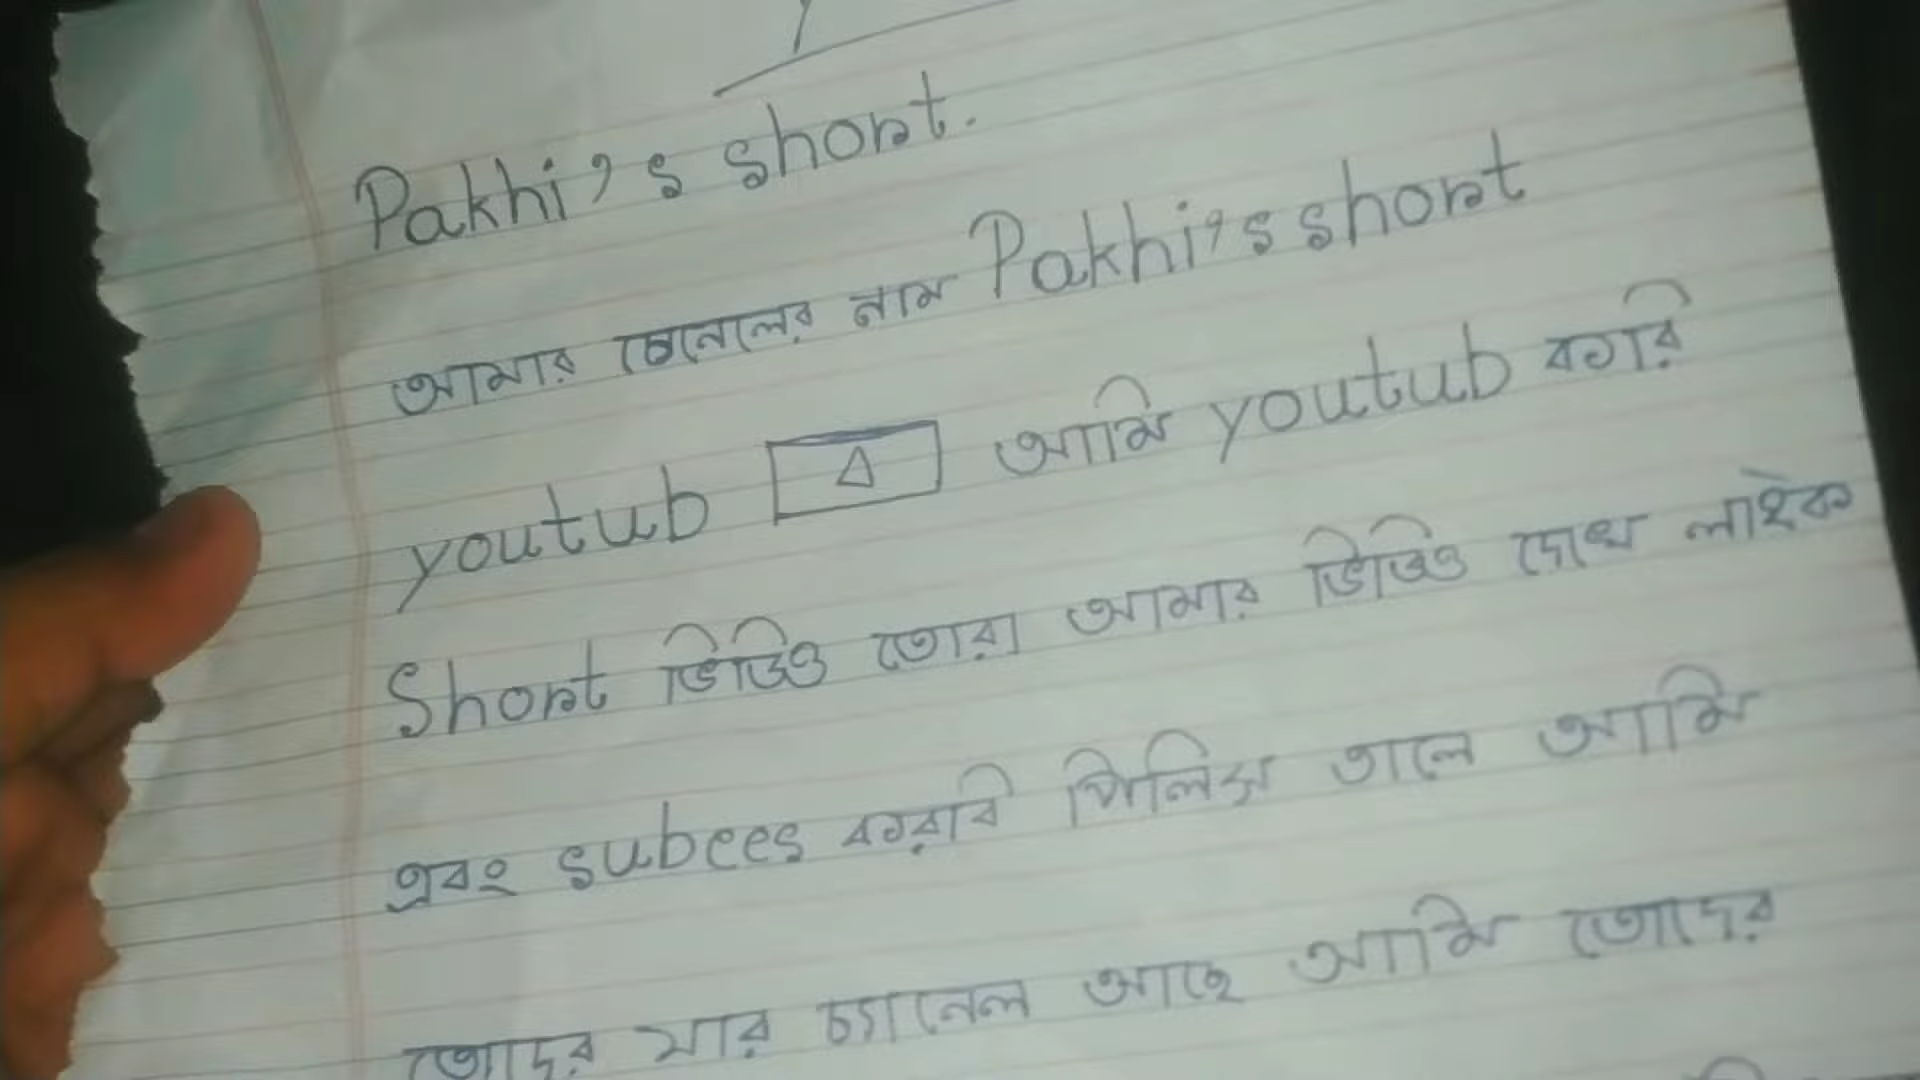 Pakhi's short.
আমার চেনেলের নাম Pakhi's short
youtub আমি youtub করি
Short ভিডিও তোরা আমার ভিডিও দেখে লাইক
এবং subees করবি পিলিস তালে আমি
তোদের যার চ্যানেল আছে আমি তোদের